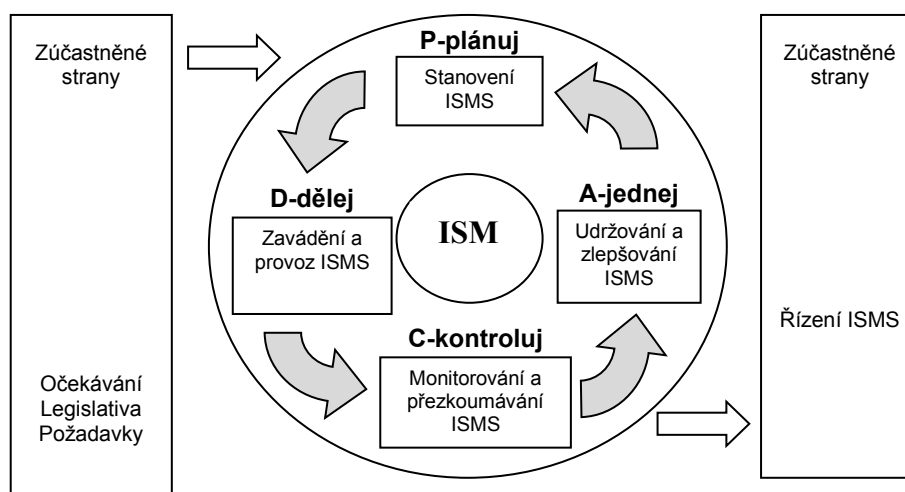 Zúčastněné
strany
Očekávání
Legislativa
Požadavky
P-plánuj
Stanovení
ISMS
D-dělej
Zavádění a
provoz ISMS
ISM
A-jednej
Udržování a
zlepšování
ISMS
C-kontroluj
Monitorování a
přezkoumávání
ISMS
Zúčastněné
strany
Řízení ISMS